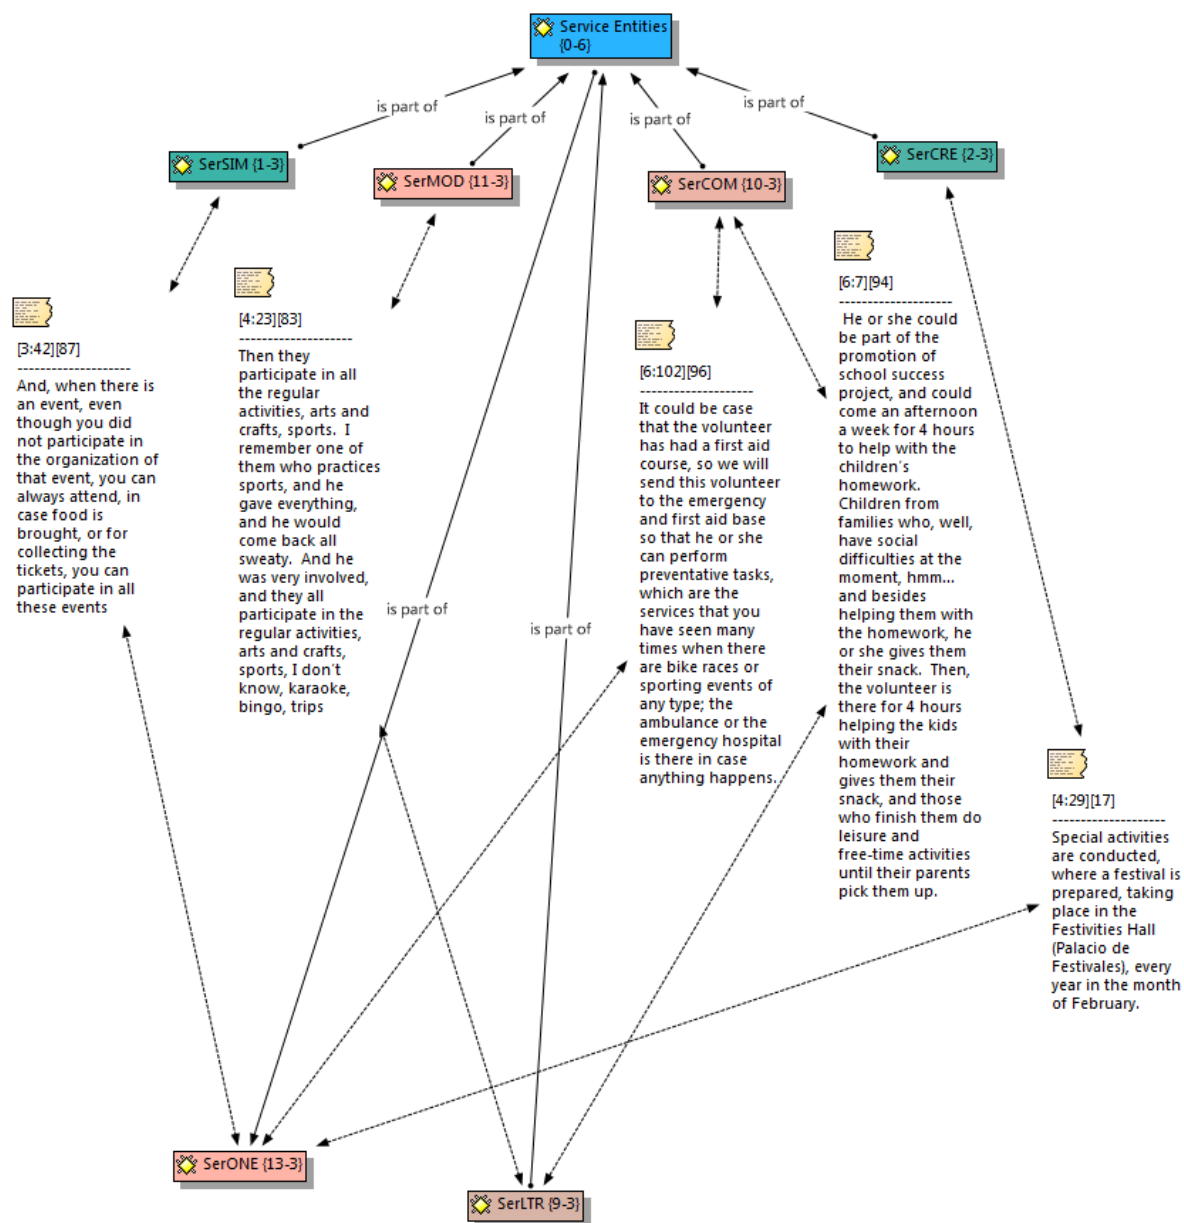 Service Entities
{0-6}
is part of
is part of
is part of
is part of
SerSIM {1-3}
SerMOD {11-3}
SerCOM {10-3}
SerCRE {2-3}
[3:42][87]
--------------------
And, when there is
an event, even
though you did
not participate in
the organization of
that event, you can
always attend, in
case food is
brought, or for
collecting the
tickets, you can
participate in all
these events
[4:23][83]
--------------------
Then they
participate in all
the regular
activities, arts and
crafts, sports.  I
remember one of
them who practices
sports, and he
gave everything,
and he would
come back all
sweaty.  And he
was very involved,
and they all
participate in the
regular activities,
arts and crafts,
sports, I don't
know, karaoke,
bingo, trips
is part of
is part of
[6:102][96]
--------------------
It could be case
that the volunteer
has had a first aid
course, so we will
send this volunteer
to the emergency
and first aid base
so that he or she
can perform
preventative tasks,
which are the
services that you
have seen many
times when there
are bike races or
sporting events of
any type; the
ambulance or the
emergency hospital
is there in case
anything happens.
[6:7][94]
--------------------
He or she could
be part of the
promotion of
school success
project, and could
come an afternoon
a week for 4 hours
to help with the
children's
homework.
Children from
families who, well,
have social
difficulties at the
moment, hmm...
and besides
helping them with
the homework, he
or she gives them
their snack.  Then,
the volunteer is
there for 4 hours
helping the kids
with their
homework and
gives them their
snack, and those
who finish them do
leisure and
free-time activities
until their parents
pick them up.
[4:29][17]
--------------------
Special activities
are conducted,
where a festival is
prepared, taking
place in the
Festivities Hall
(Palacio de
Festivales), every
year in the month
of February.
SerONE {13-3}
SerLTR {9-3}